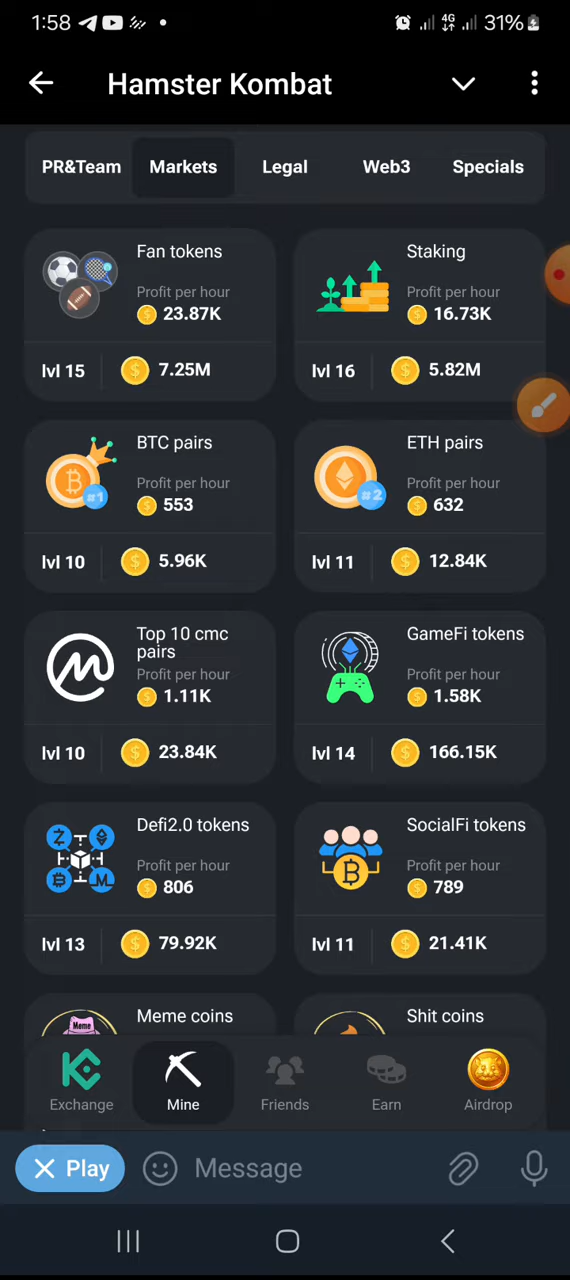 1:58
4G
31%
Hamster Kombat
PR&Team Markets Legal Web3 Specials
Fan tokens
Profit per hour
23.87K
lvl 15 7.25M
Staking
Profit per hour
16.73K
lvl 16 5.82M
BTC pairs
#1
Profit per hour
553
lvl 10 5.96K
ETH pairs
#2
Profit per hour
632
lvl 11 12.84K
Top 10 cmc
pairs
Profit per hour
1.11K
lvl 10 23.84K
GameFi tokens
Profit per hour
1.58K
lvl 14 166.15K
Defi2.0 tokens
Profit per hour
806
lvl 13 79.92K
SocialFi tokens
Profit per hour
789
lvl 11 21.41K
Meme
Meme coins
Shit coins
Exchange Mine Friends Earn Airdrop
Play Message